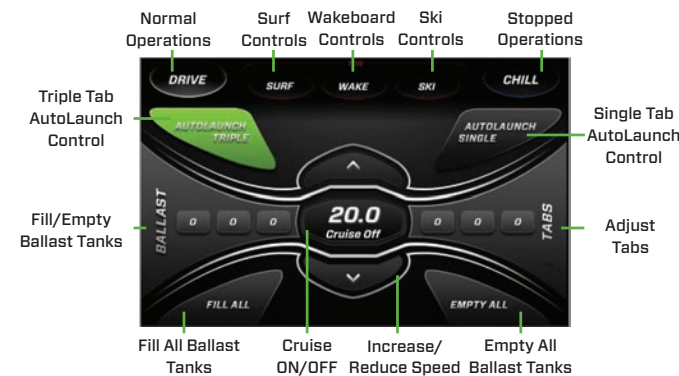 Normal
Operations
Surf
Controls
Wakeboard
Controls
Ski
Controls
Stopped
Operations
DRIVE
SURF
WAKE
SKI
CHILL
Triple Tab
AutoLaunch
Control
AUTOLAUNCH
TRIPLE
AUTOLAUNCH
SINGLE
Single Tab
AutoLaunch
Control
Fill/Empty
Ballast Tanks
BALLAST
0 0 0
20.0
Cruise Off
0 0 0
TABS
Adjust
Tabs
FILL ALL
EMPTY ALL
Fill All Ballast
Tanks
Cruise
ON/OFF
Increase/
Reduce Speed
Empty All
Ballast Tanks